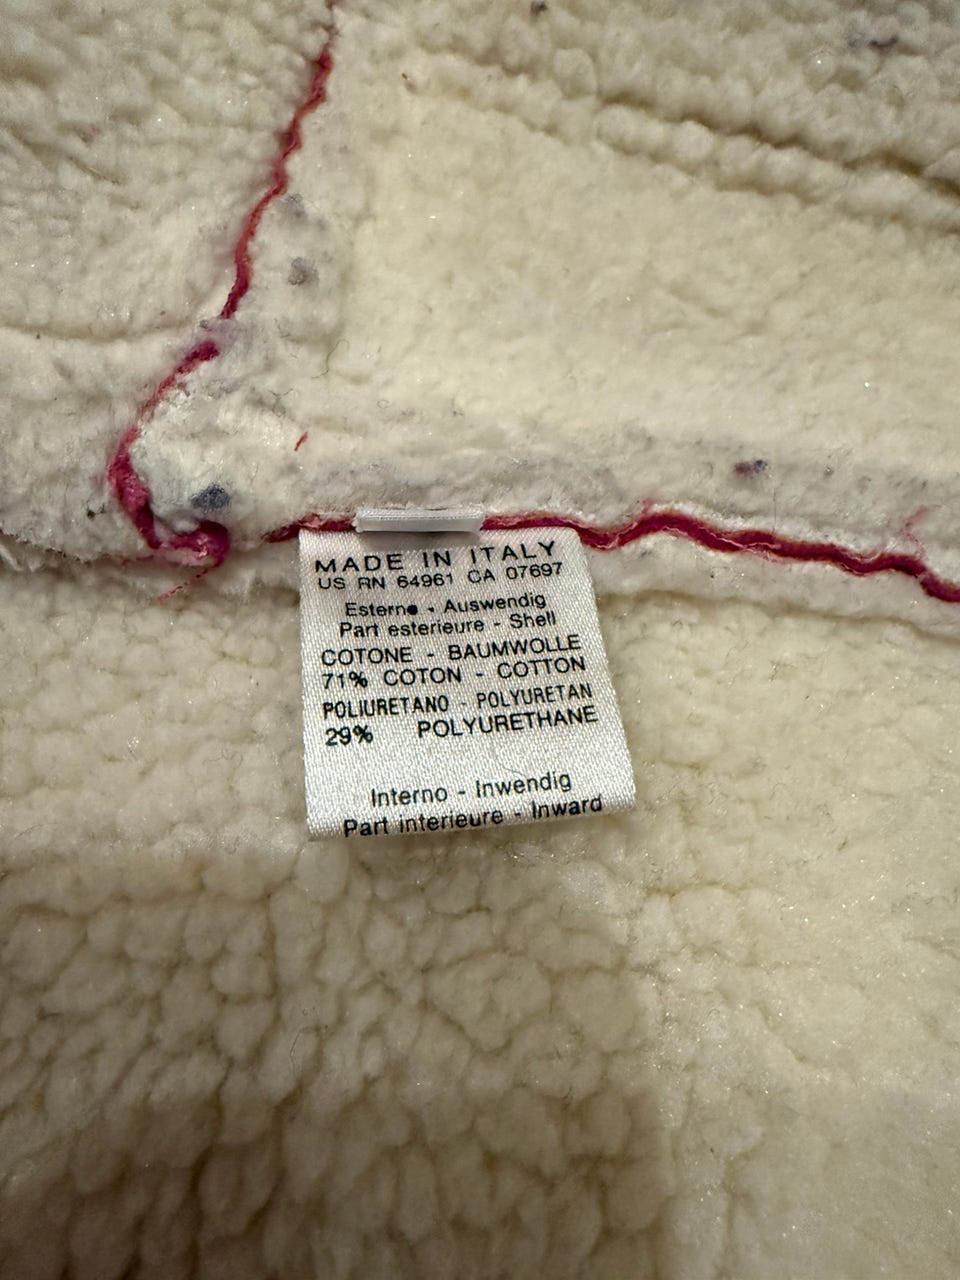 MADE IN ITALY
US RN 64961 CA 07697
Esterno - Auswendig
Part esterieure - Shell
COTONE - BAUMWOLLE
71% COTON - COTTON
POLIURETANO - POLYURETAN
29% POLYURETHANE
Interno - Inwendig
Part interieure - Inward